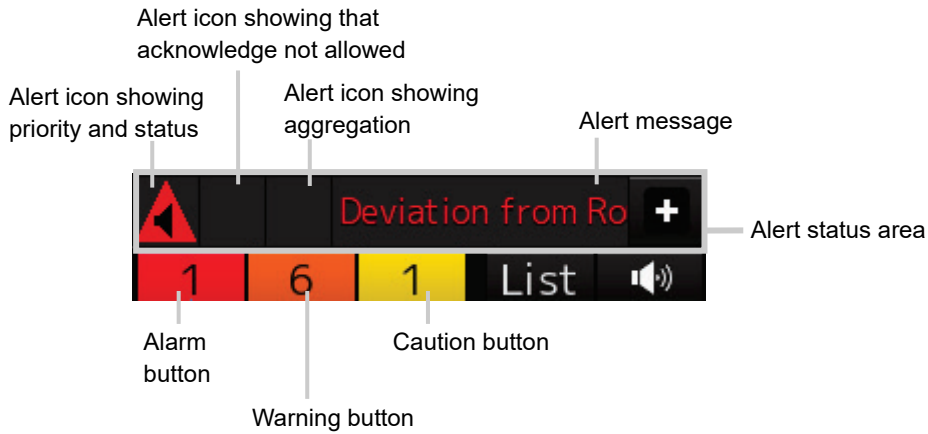 Alert icon showing that
acknowledge not allowed
Alert icon showing
priority and status
Alert icon showing
aggregation
Alert message
Deviation from Ro
Alert status area
1 6 1 List
Alarm
button
Caution button
Warning button